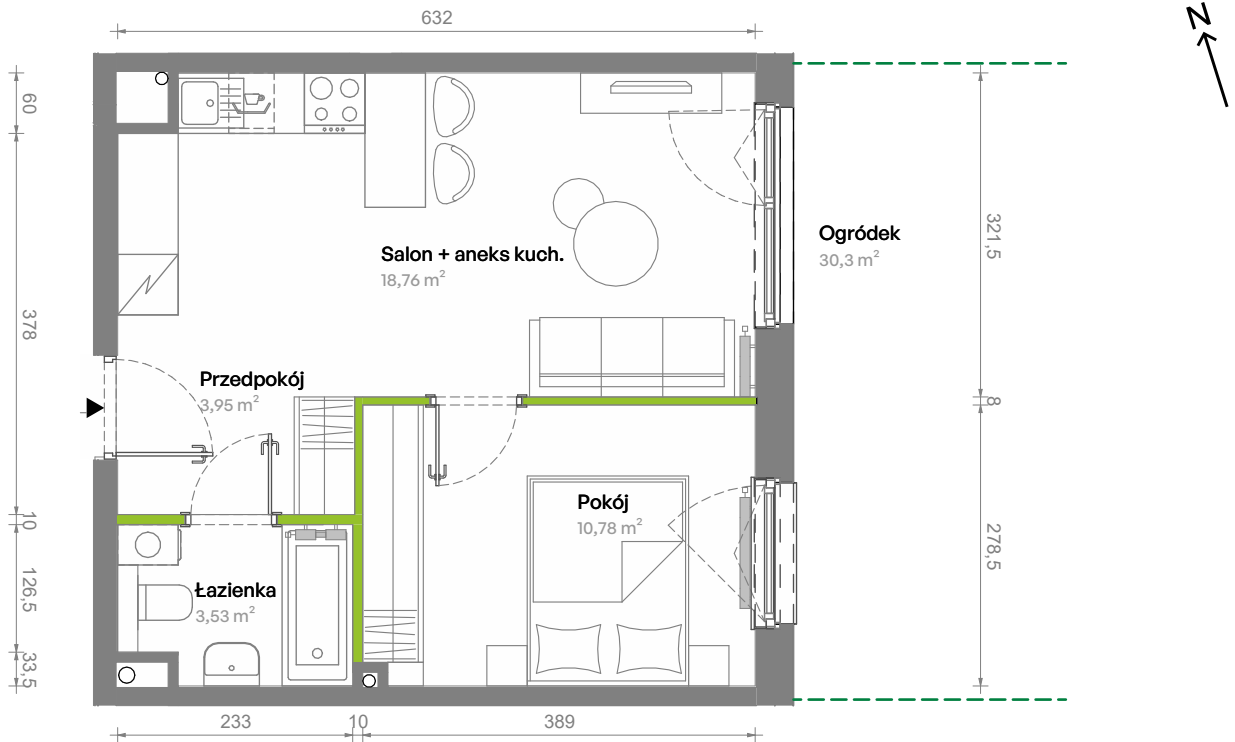 632
N
60
378
10
126,5
33,5
Salon + aneks kuch.
18,76 m²
Ogródek
30,3 m²
321,5
8
278,5
Przedpokój
3,95 m²
Pokój
10,78 m²
Łazienka
3,53 m²
233
10
389